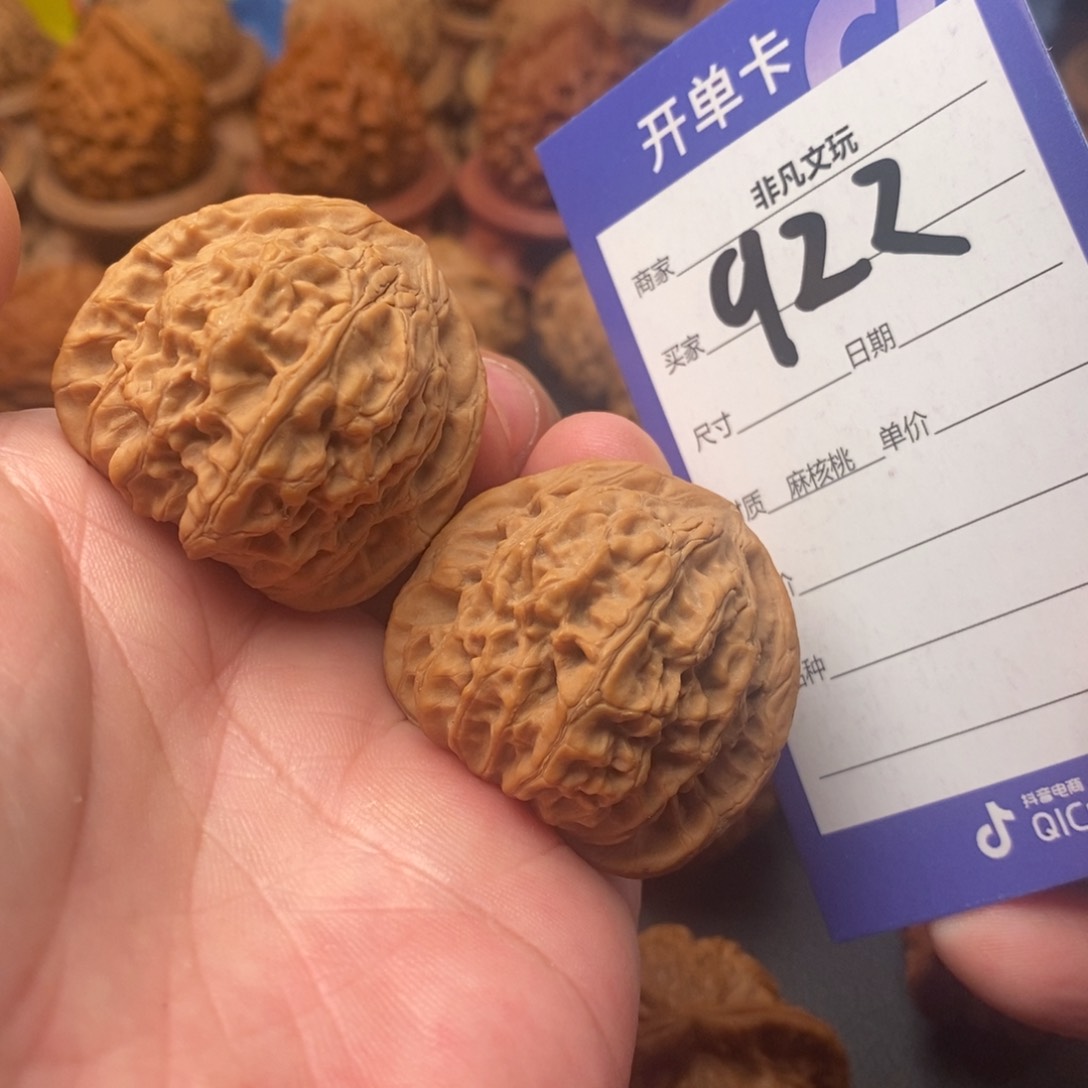 开单卡
非凡文玩
商家
922
买家
日期
尺寸
质 麻核桃 单价
价
种
抖音电商
QIC